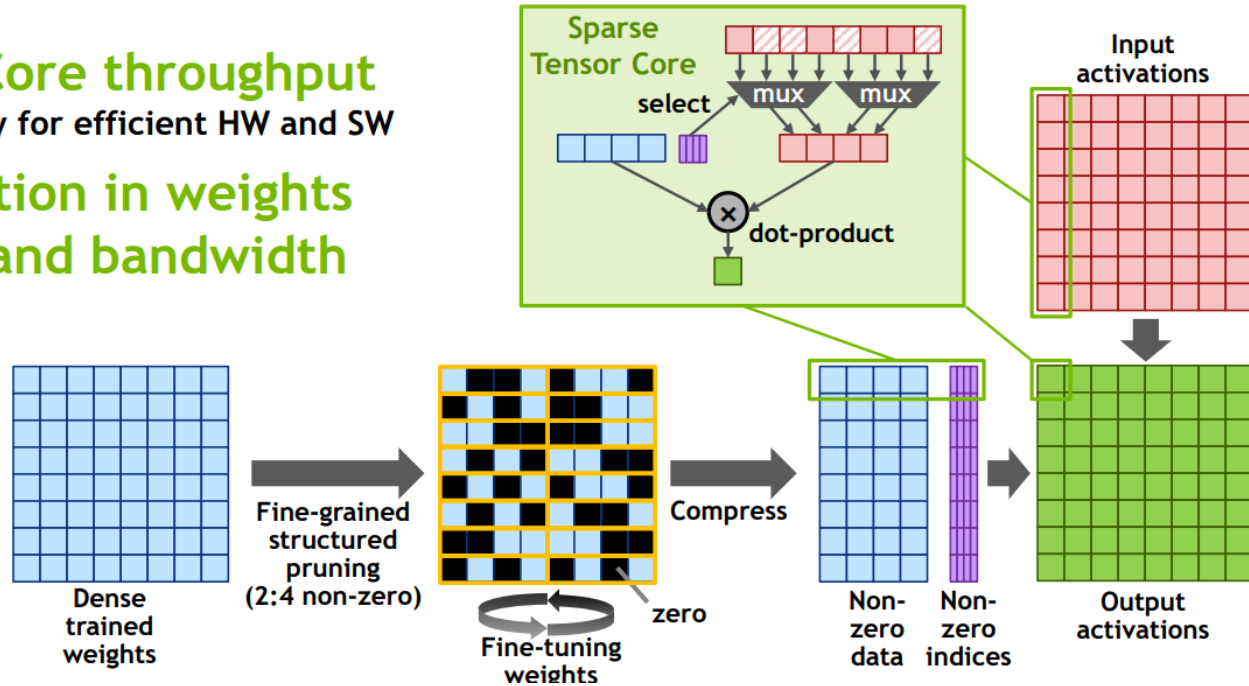 Core throughput
y for efficient HW and SW
tion in weights
and bandwidth
Sparse
Tensor Core
select
mux
mux
×
dot-product
Input
activations
Fine-grained
structured
pruning
(2:4 non-zero)
Compress
zero
Dense
trained
weights
Fine-tuning
weights
Non-
zero
data
Non-
zero
indices
Output
activations